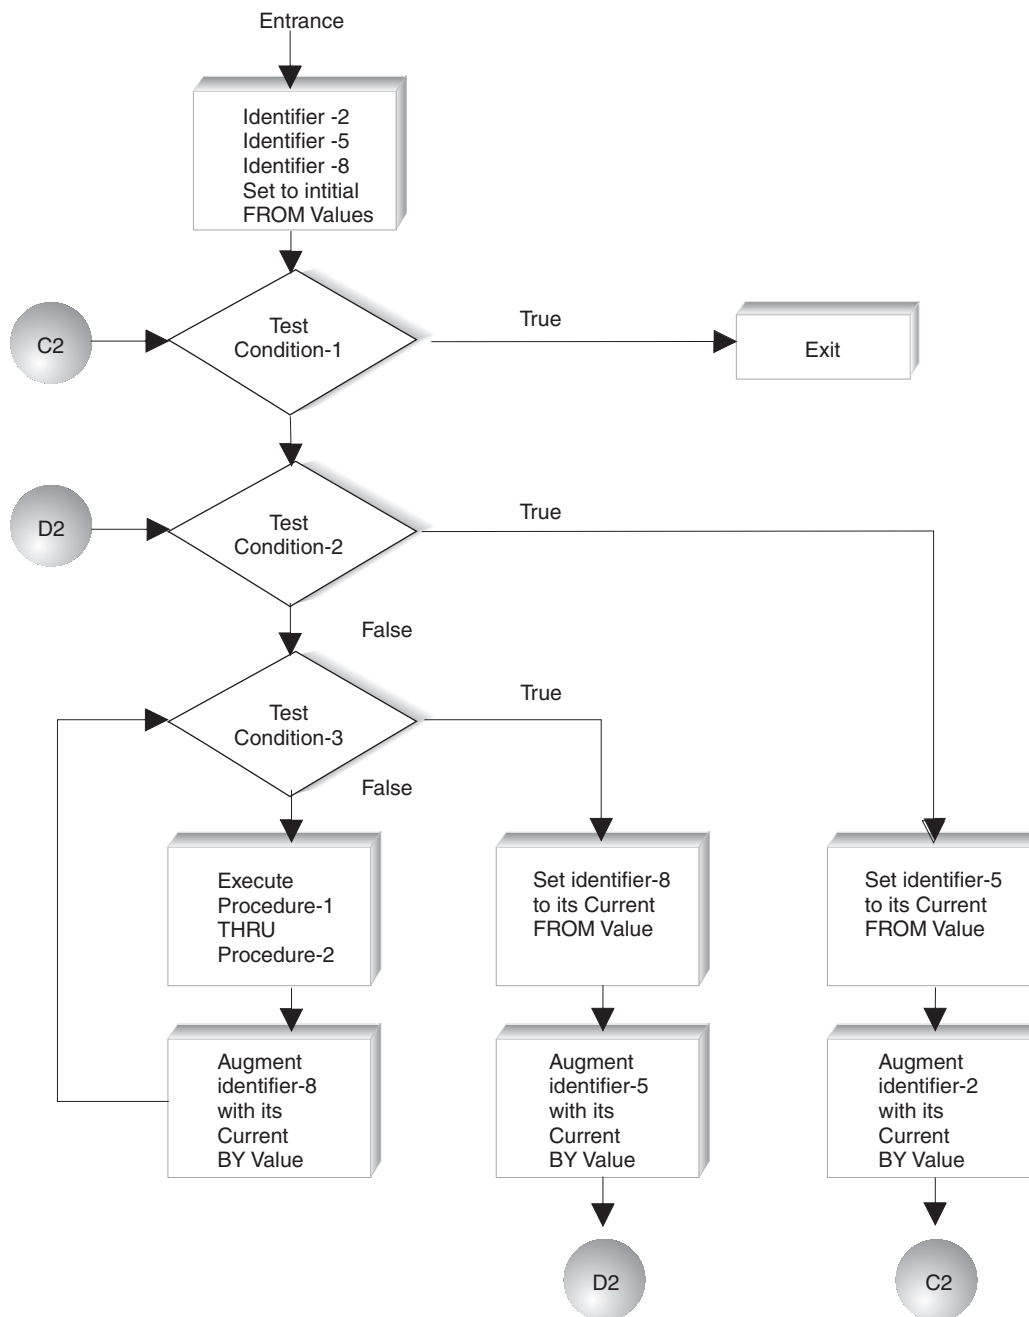 Entrance
Identifier -2
Identifier -5
Identifier -8
Set to intitial
FROM Values
C2
Test
Condition-1
True
Exit
D2
Test
Condition-2
True
False
Test
Condition-3
True
False
Execute
Procedure-1
THRU
Procedure-2
Set identifier-8
to its Current
FROM Value
Set identifier-5
to its Current
FROM Value
Augment
identifier-8
with its
Current
BY Value
Augment
identifier-5
with its
Current
BY Value
Augment
identifier-2
with its
Current
BY Value
D2
C2